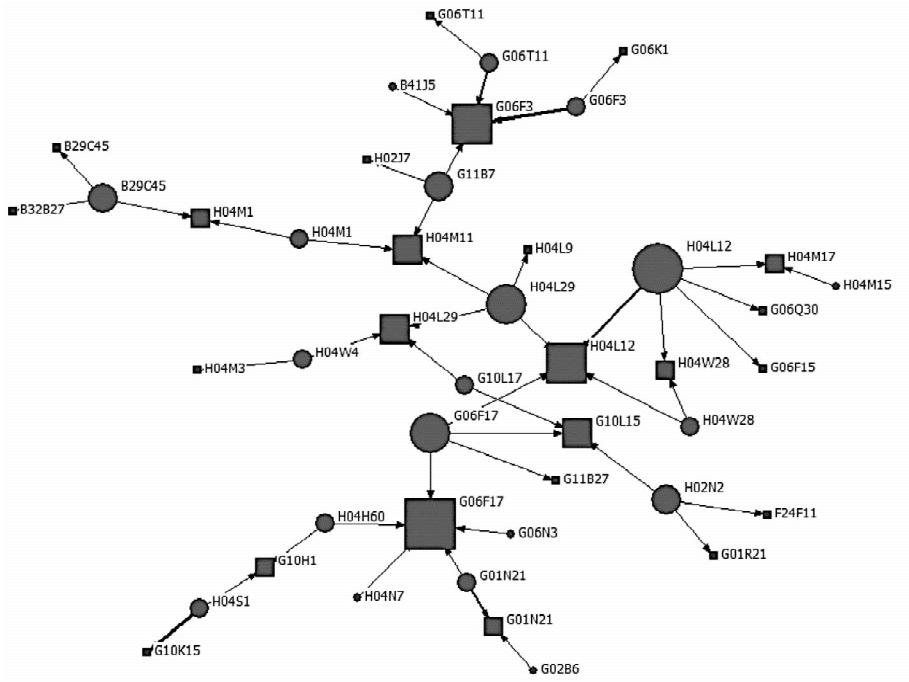 G06T11
G06K1
G06T11
B41J5
G06F3
G06F3
B29C45
H02J7
G11B7
B29C45
B32B27
H04M1
H04M1
H04M11
H04L9
H04L12
H04M17
H04L29
H04M15
G06Q30
H04L29
H04L12
H04W4
H04W28
G06F15
H04M3
G10L17
G06F17
G10L15
H04W28
G11B27
H02N2
G06F17
F24F11
H04H60
G06N3
G01R21
G10H1
G01N21
H04N7
H04S1
G01N21
G10K15
G02B6